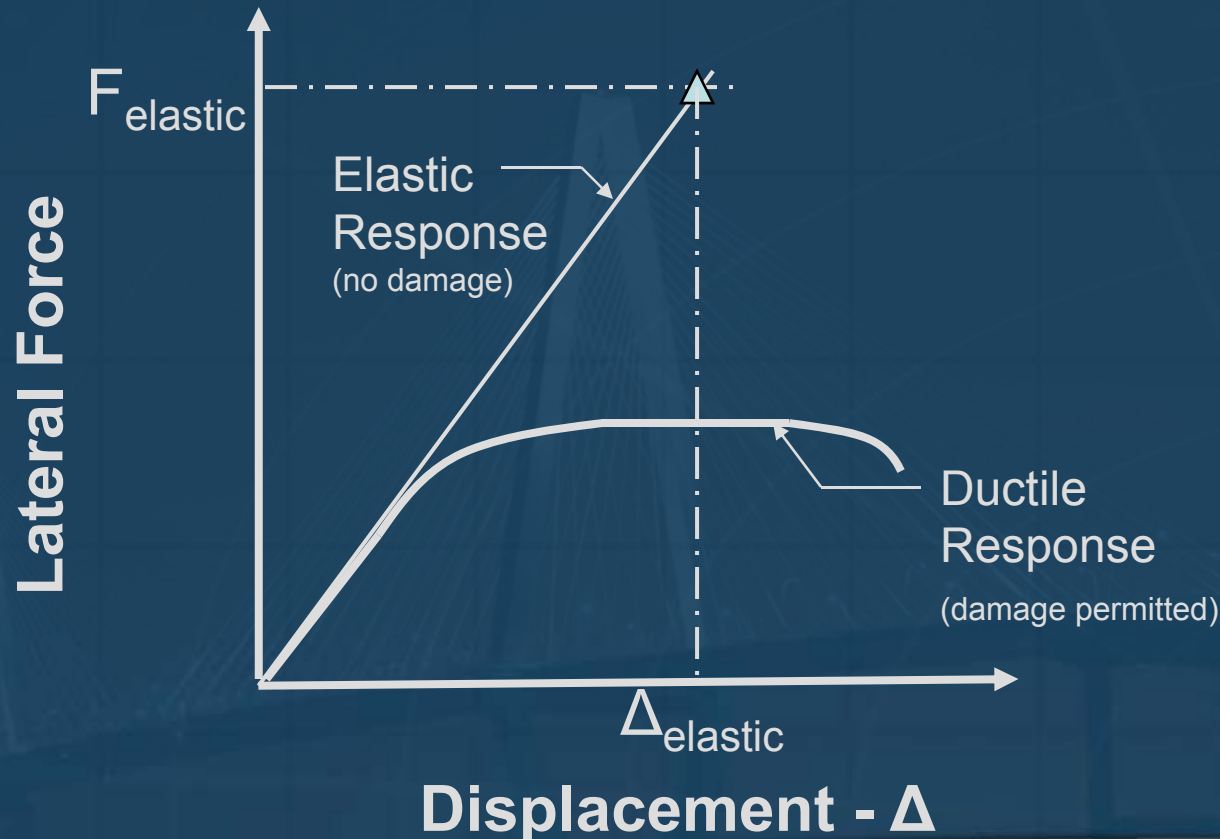 F elastic
Elastic
Response
(no damage)
Lateral Force
Ductile
Response
(damage permitted)
Δ elastic
Displacement - Δ